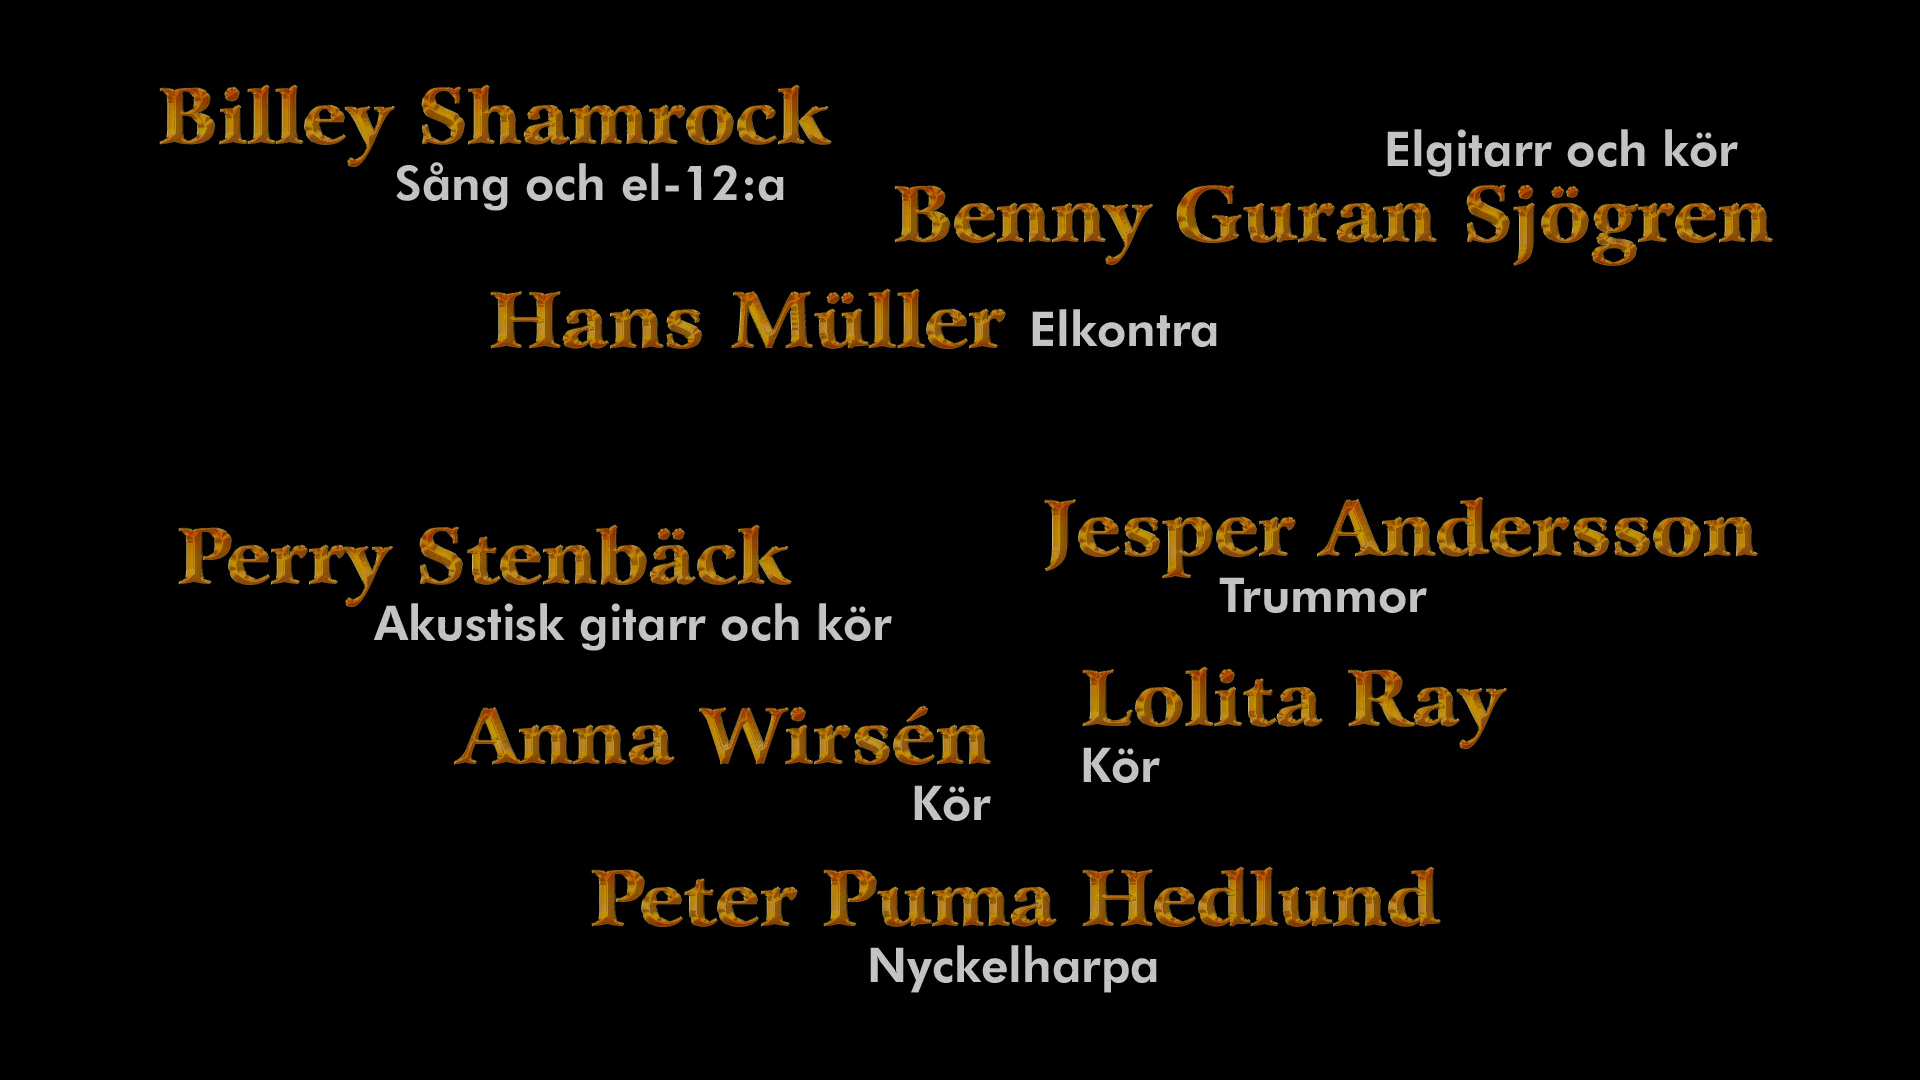 Billey Shamrock
Sång och el-12:a
Elgitarr och kör
Benny Guran Sjögren
Hans Müller Elkontra
Perry Stenbäck
Akustisk gitarr och kör
Jesper Andersson
Trummor
Anna Wirsén
Kör
Lolita Ray
Kör
Peter Puma Hedlund
Nyckelharpa